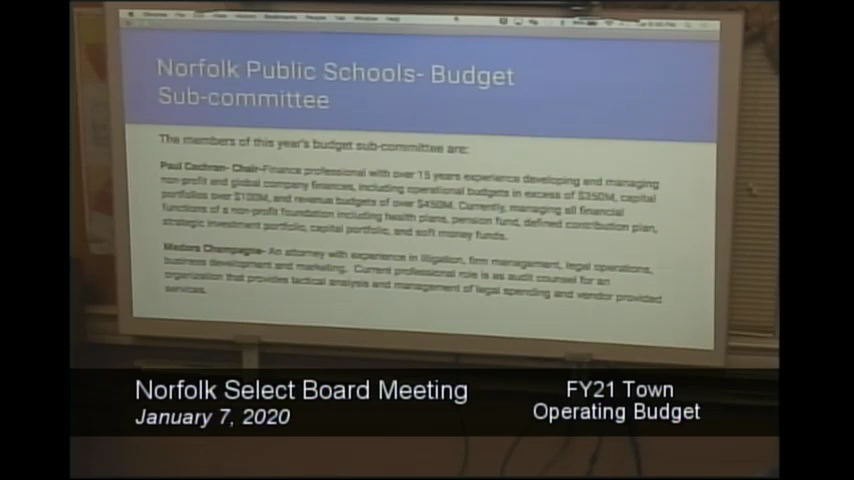 Norfolk Public Schools- Budget
Sub-committee
The members of this year's budget sub-committee are:
Paul Cochran- Chair-Finance professional with over 15 years experience developing and managing
non-profit and global company finances, including operational budgets in excess of $350M, capital
portfolios over $100M, and revenue budgets of over $450M. Currently, managing all financial
functions of a non-profit foundation including health plans, pension fund, defined contribution plan,
strategic investment portfolio, capital portfolio, and soft money funds.
Medora Champagne- An attorney with experience in litigation, firm management, legal operations,
business development and marketing. Current professional role is as audit counsel for an
organization that provides tactical analysis and management of legal spending and vendor provided
services.
Norfolk Select Board Meeting
January 7, 2020
FY21 Town
Operating Budget